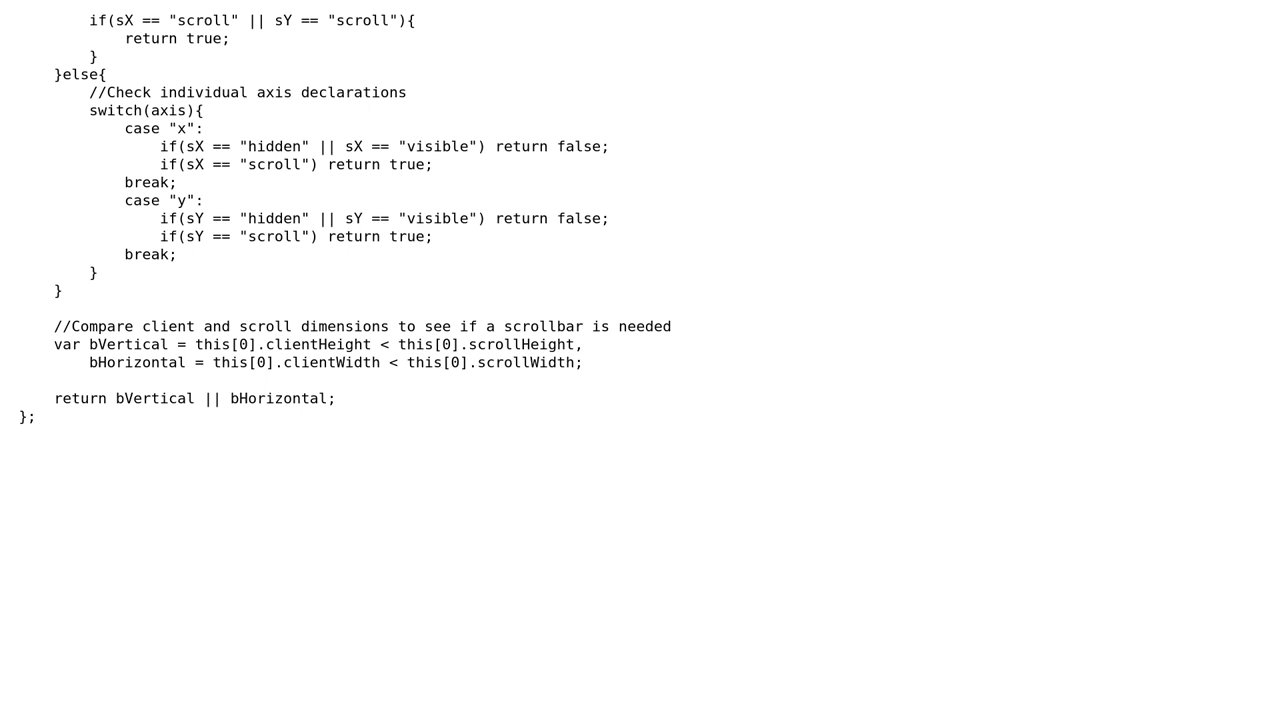 if(sX == "scroll" || sY == "scroll"){
            return true;
        }
    }else{
        //Check individual axis declarations
        switch(axis){
            case "x":
                if(sX == "hidden" || sX == "visible") return false;
                if(sX == "scroll") return true;
            break;
            case "y":
                if(sY == "hidden" || sY == "visible") return false;
                if(sY == "scroll") return true;
            break;
        }
    }

    //Compare client and scroll dimensions to see if a scrollbar is needed
    var bVertical = this[0].clientHeight < this[0].scrollHeight,
        bHorizontal = this[0].clientWidth < this[0].scrollWidth;

    return bVertical || bHorizontal;
};